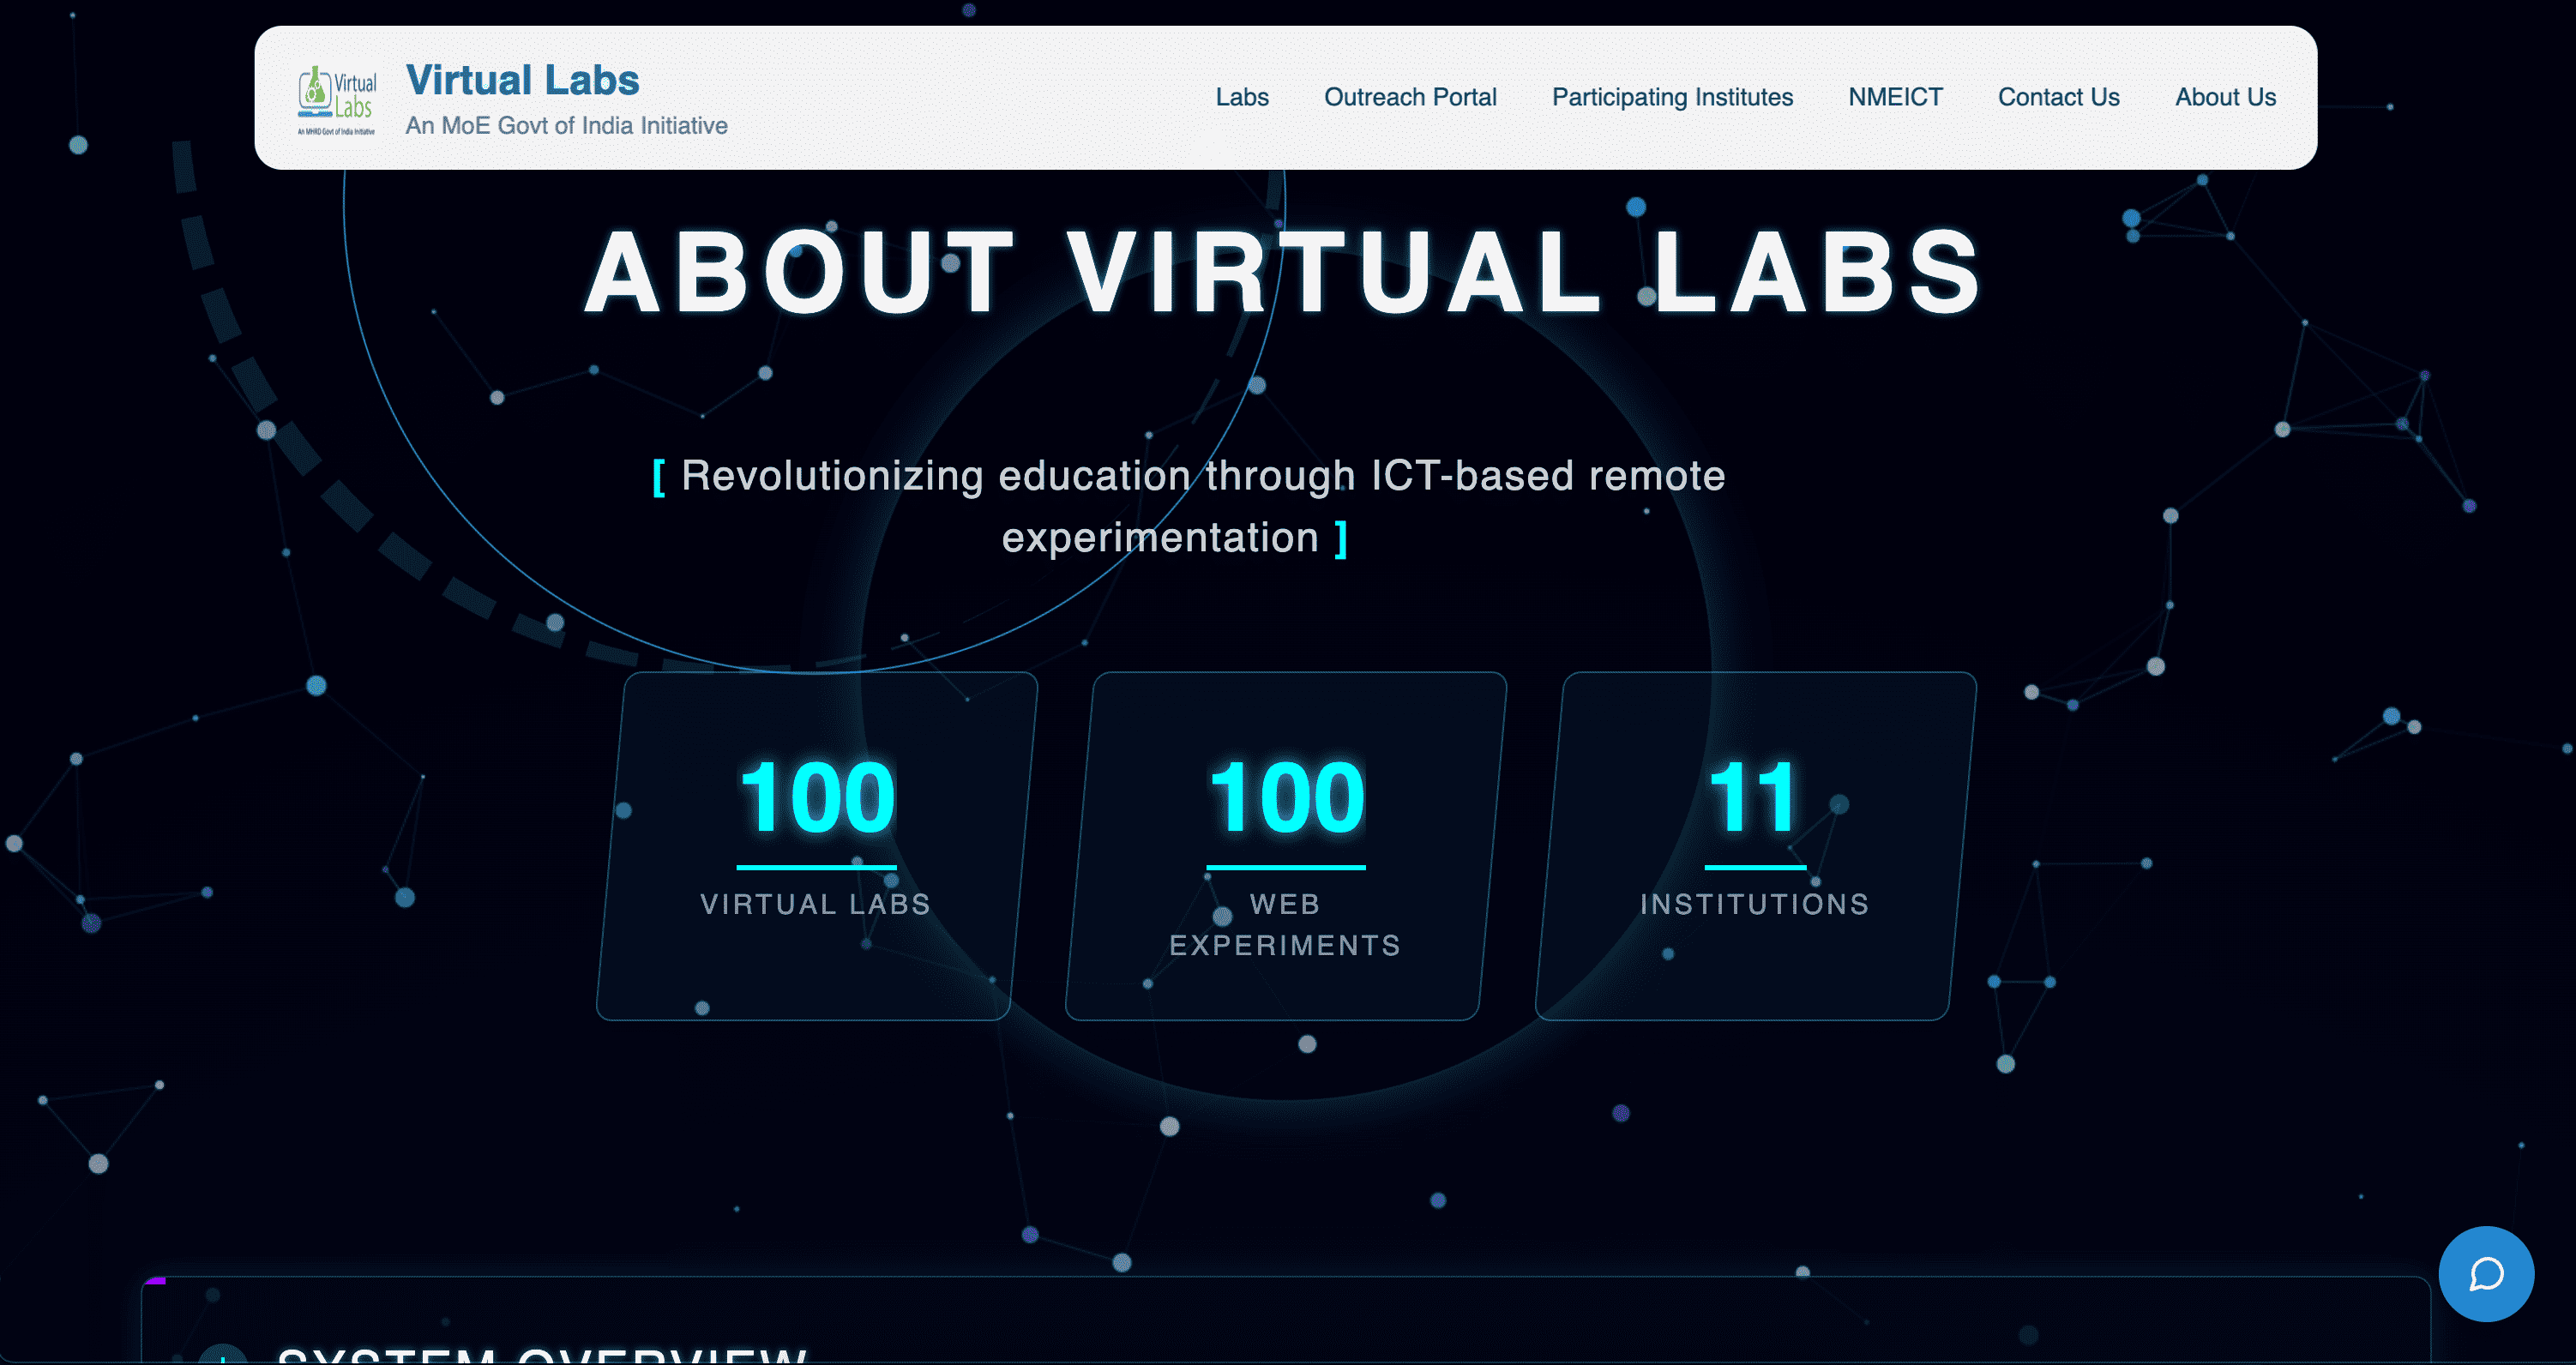 Virtual
Labs
An MHRD Govt of India Initiative
Virtual Labs
An MoE Govt of India Initiative
Labs
Outreach Portal
Participating Institutes
NMEICT
Contact Us
About Us
ABOUT VIRTUAL LABS
[ Revolutionizing education through ICT-based remote
experimentation ]
100
VIRTUAL LABS
100
WEB
EXPERIMENTS
11
INSTITUTIONS
SYSTEM OVERVIEW